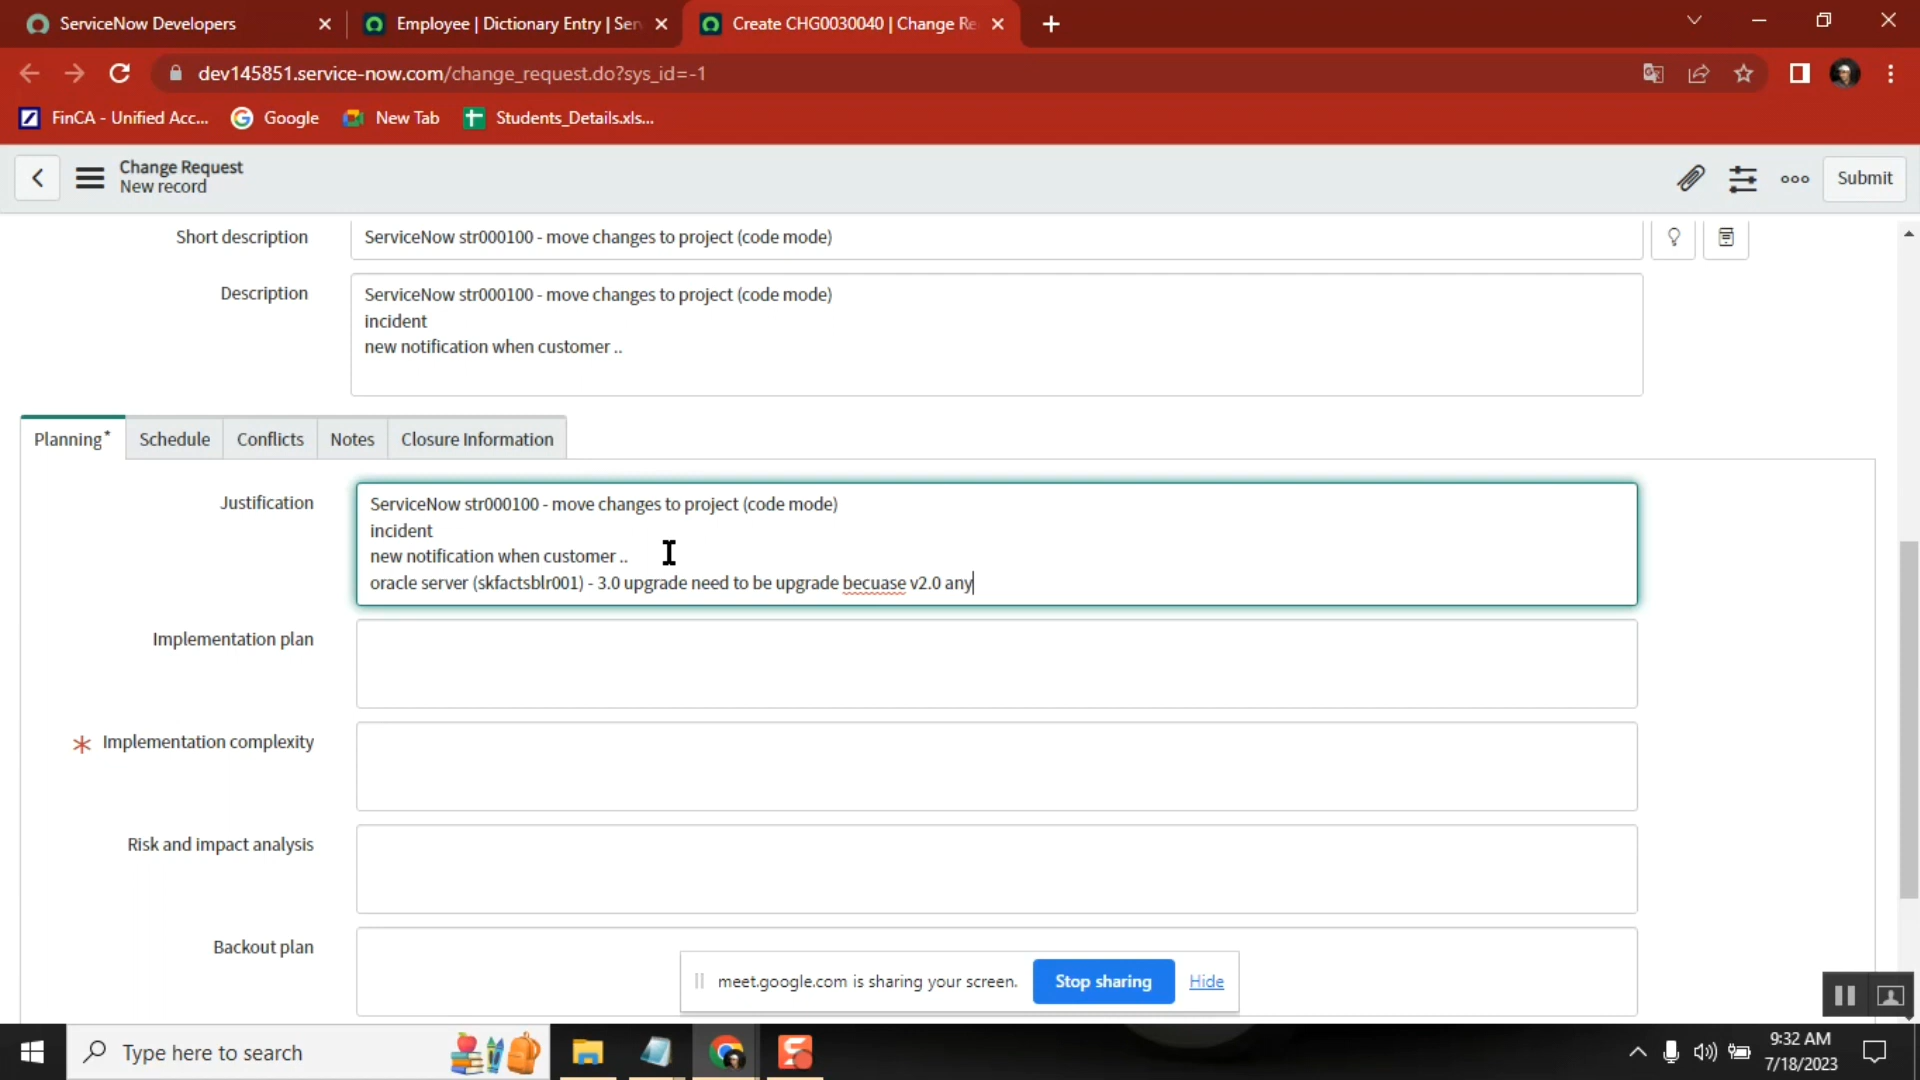 ServiceNow Developers
Employee | Dictionary Entry | Ser
Create CHG0030040 | Change Re
dev145851.service-now.com/change_request.do?sys_id=-1
FinCA - Unified Acc...
Google
New Tab
Students_Details.xls...
Change Request
New record
Submit
Short description
ServiceNow str000100 - move changes to project (code mode)
Description
ServiceNow str000100 - move changes to project (code mode)
incident
new notification when customer ..
Planning*
Schedule
Conflicts
Notes
Closure Information
Justification
ServiceNow str000100 - move changes to project (code mode)
incident
new notification when customer ..
oracle server (skfactsblr001) - 3.0 upgrade need to be upgrade becuase v2.0 any
Implementation plan
Implementation complexity
Risk and impact analysis
Backout plan
meet.google.com is sharing your screen.
Stop sharing
Hide
Type here to search
9:32 AM
7/18/2023